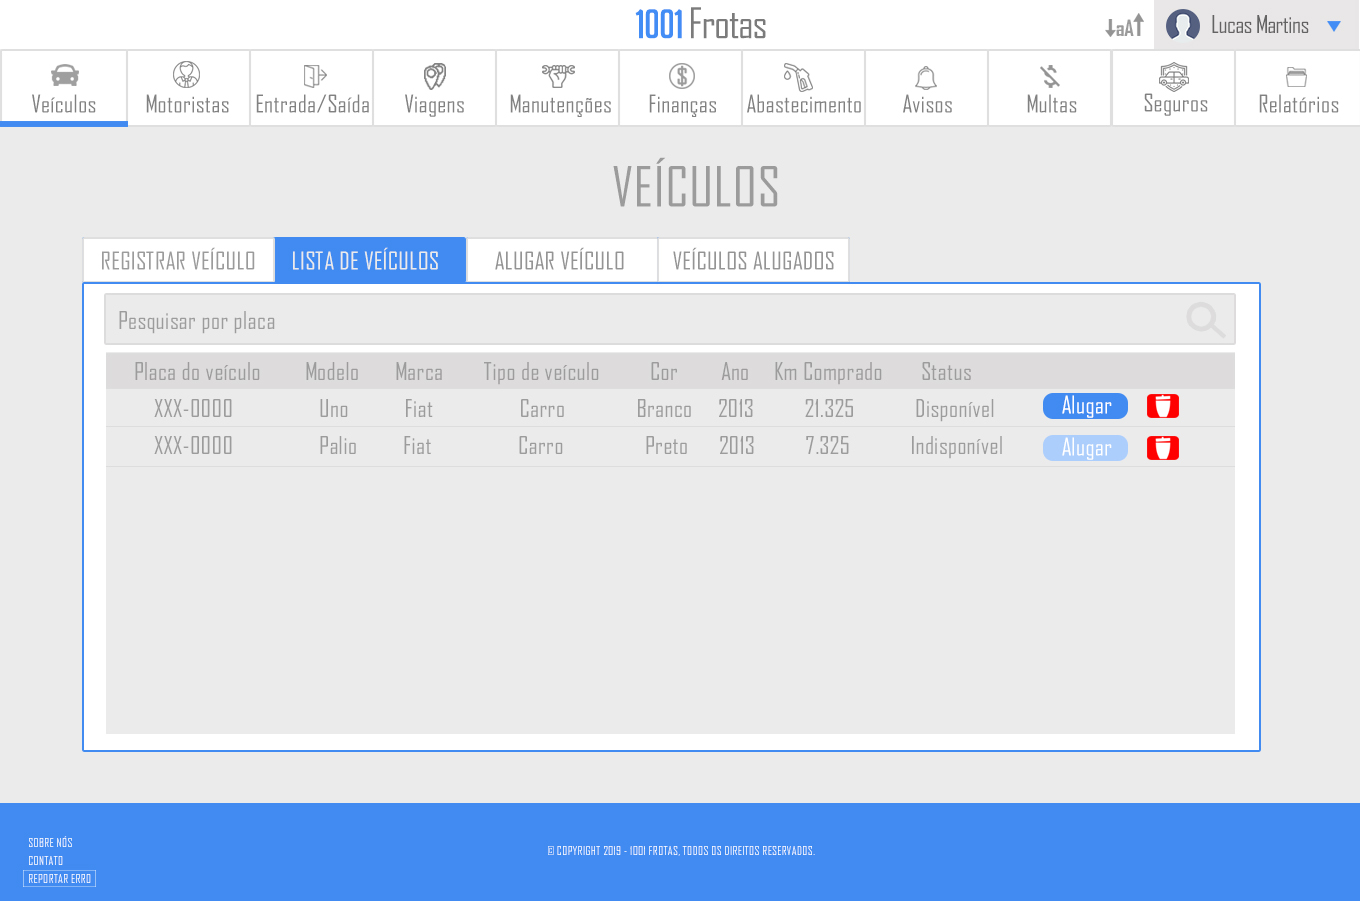 1001 Frotas
aA
Lucas Martins
Veículos Motoristas Entrada/Saída Viagens Manutenções Finanças Abastecimento Avisos Multas Seguros Relatórios
VEÍCULOS
REGISTRAR VEÍCULO LISTA DE VEÍCULOS ALUGAR VEÍCULO VEÍCULOS ALUGADOS
Pesquisar por placa
Placa do veículo Modelo Marca Tipo de veículo Cor Ano Km Comprado Status
XXX-0000 Uno Fiat Carro Branco 2013 21.325 Disponível Alugar
XXX-0000 Palio Fiat Carro Preto 2013 7.325 Indisponível Alugar
SOBRE NÓS
CONTATO
REPORTAR ERRO
© COPYRIGHT 2019 - 1001 FROTAS, TODOS OS DIREITOS RESERVADOS.